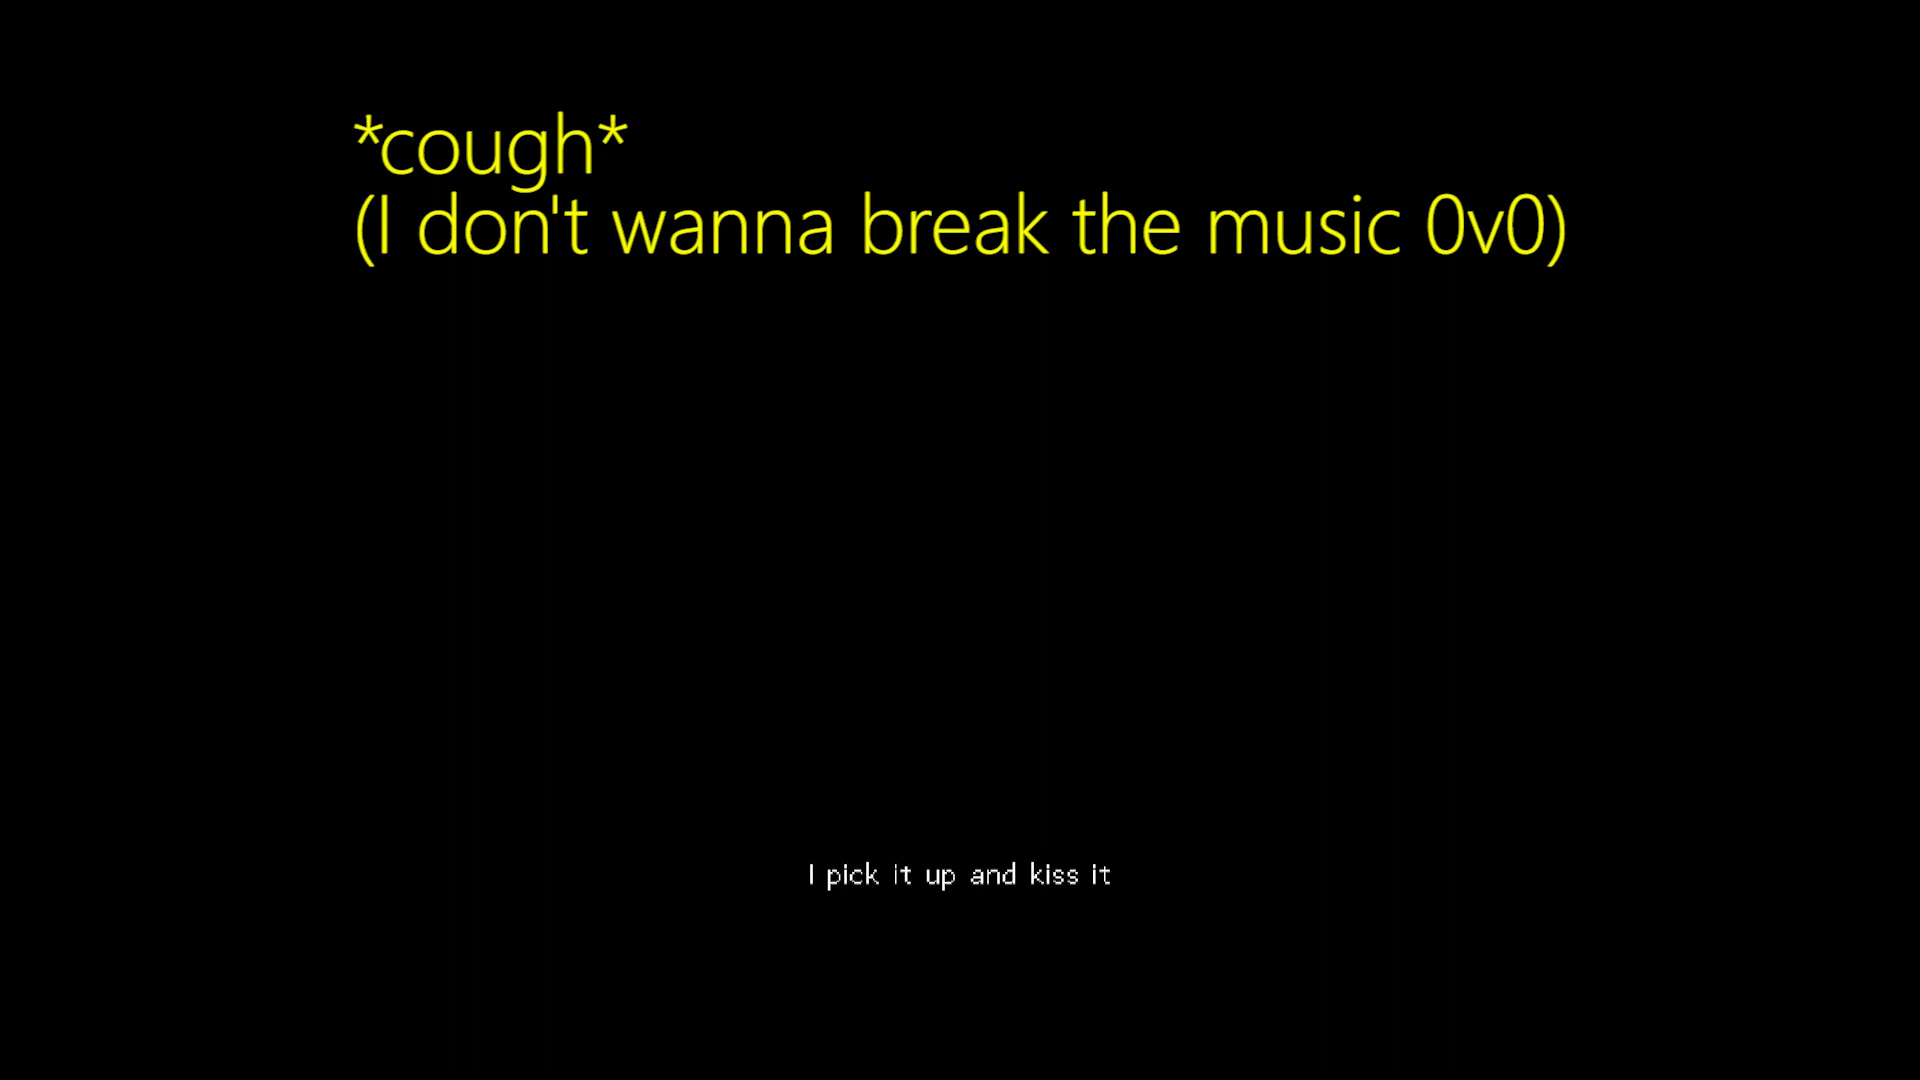 *cough*
(I don't wanna break the music 0v0)
I pick it up and kiss it